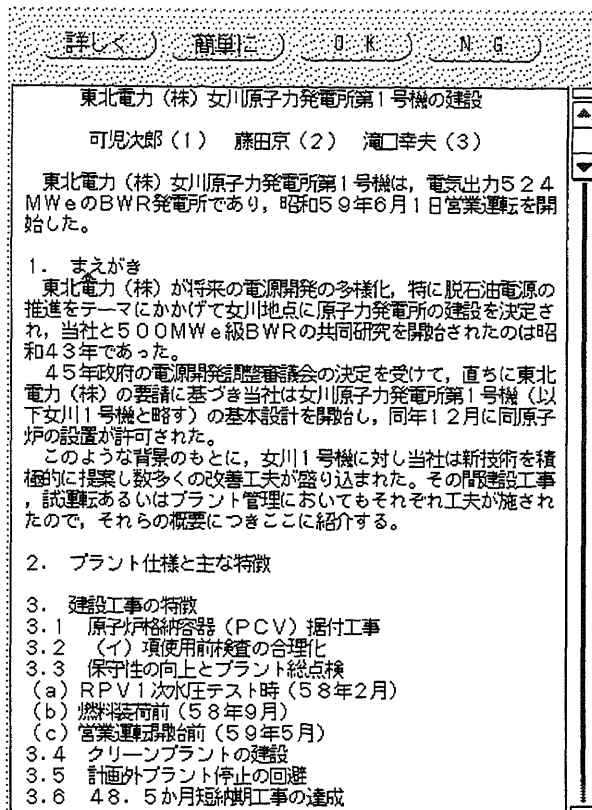 詳しく 簡単に OK NG
東北電力（株）女川原子力発電所第１号機の建設
可児次郎（１） 藤田京（２） 滝口幸夫（３）
東北電力（株）女川原子力発電所第１号機は，電気出力５２４
ＭＷｅのＢＷＲ発電所であり，昭和５９年６月１日営業運転を開
始した。
１． まえがき
東北電力（株）が将来の電源開発の多様化，特に脱石油電源の
推進をテーマにかかげて女川地点に原子力発電所の建設を決定さ
れ，当社と５００ＭＷｅ級ＢＷＲの共同研究を開始されたのは昭
和４３年であった。
４５年政府の電源開発調整審議会の決定を受けて，直ちに東北
電力（株）の要請に基づき当社は女川原子力発電所第１号機（以
下女川１号機と略す）の基本設計を開始し，同年１２月に同原子
炉の設置が許可された。
このような背景のもとに，女川１号機に対し当社は新技術を積
極的に提案し数多くの改善工夫が盛り込まれた。その間建設工事
，試運転あるいはプラント管理においてもそれぞれ工夫が施され
たので，それらの概要につきここに紹介する。
２． プラント仕様と主な特徴
３． 建設工事の特徴
３．１ 原子炉格納容器（ＰＣＶ）据付工事
３．２ （イ）項使用前検査の合理化
３．３ 保守性の向上とプラント総点検
（ａ）ＲＰＶ１次水圧テスト時（５８年２月）
（ｂ）燃料装荷前（５８年９月）
（ｃ）営業運転開始前（５９年５月）
３．４ クリーンプラントの建設
３．５ 計画外プラント停止の回避
３．６ ４８．５か月短納期工事の達成